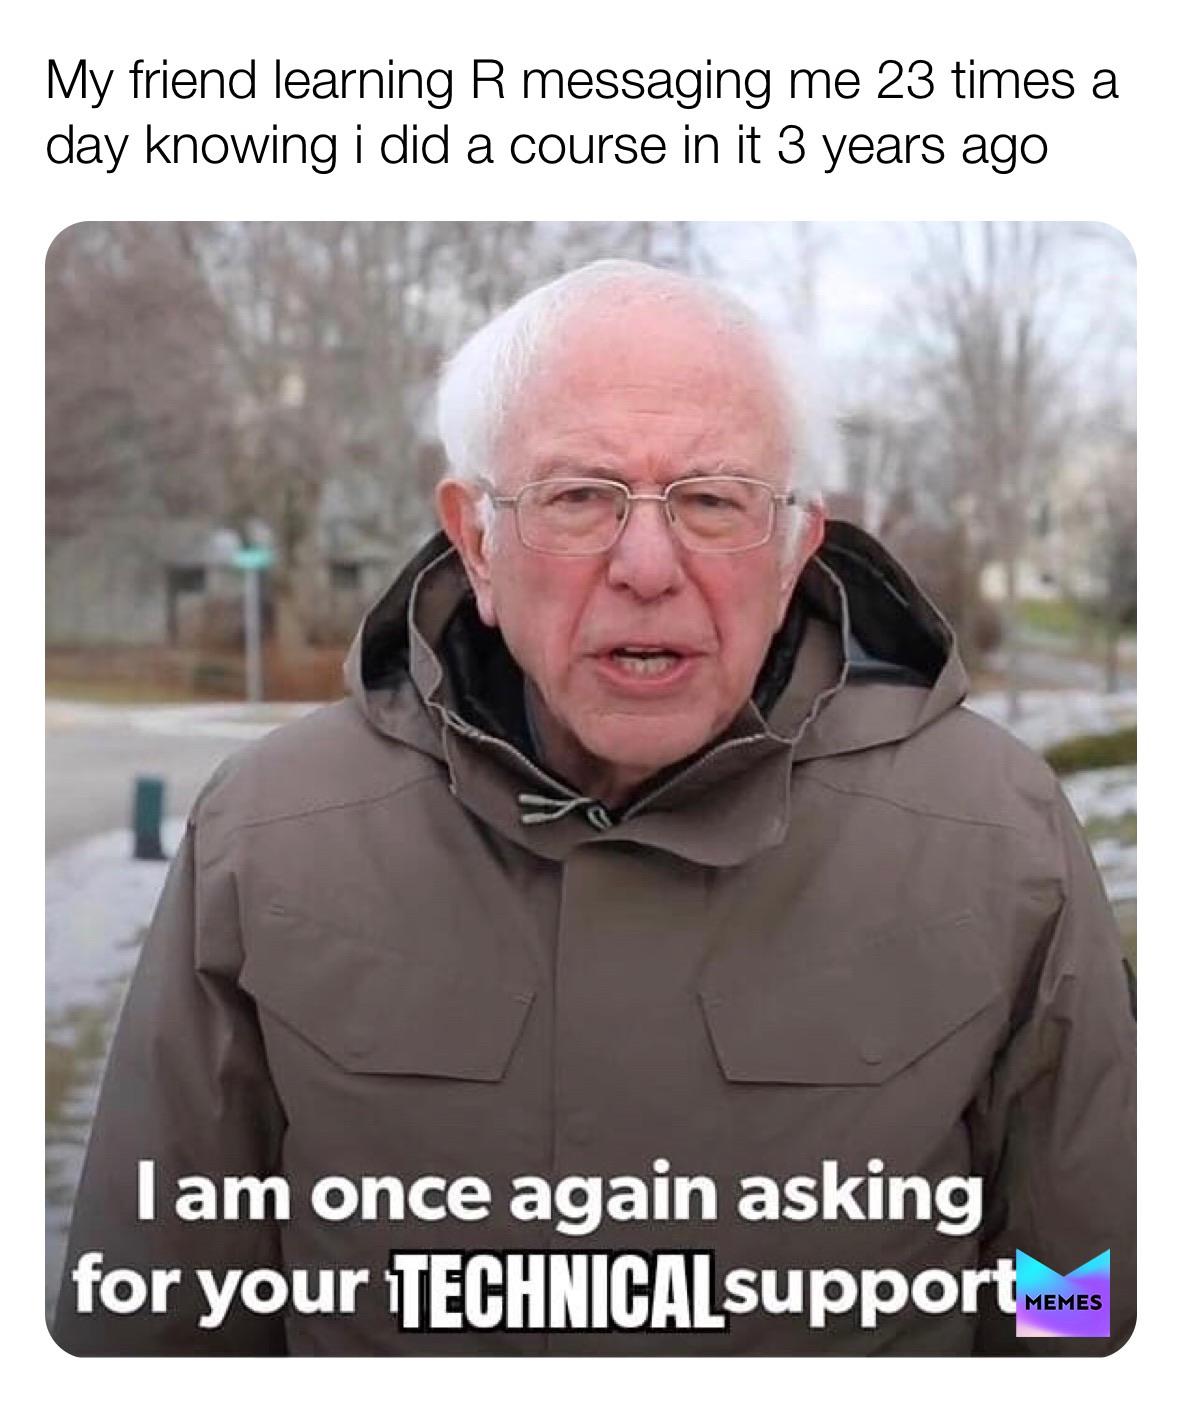 My friend learning R messaging me 23 times a
day knowing i did a course in it 3 years ago
I am once again asking
for your TECHNICAL support
MEMES